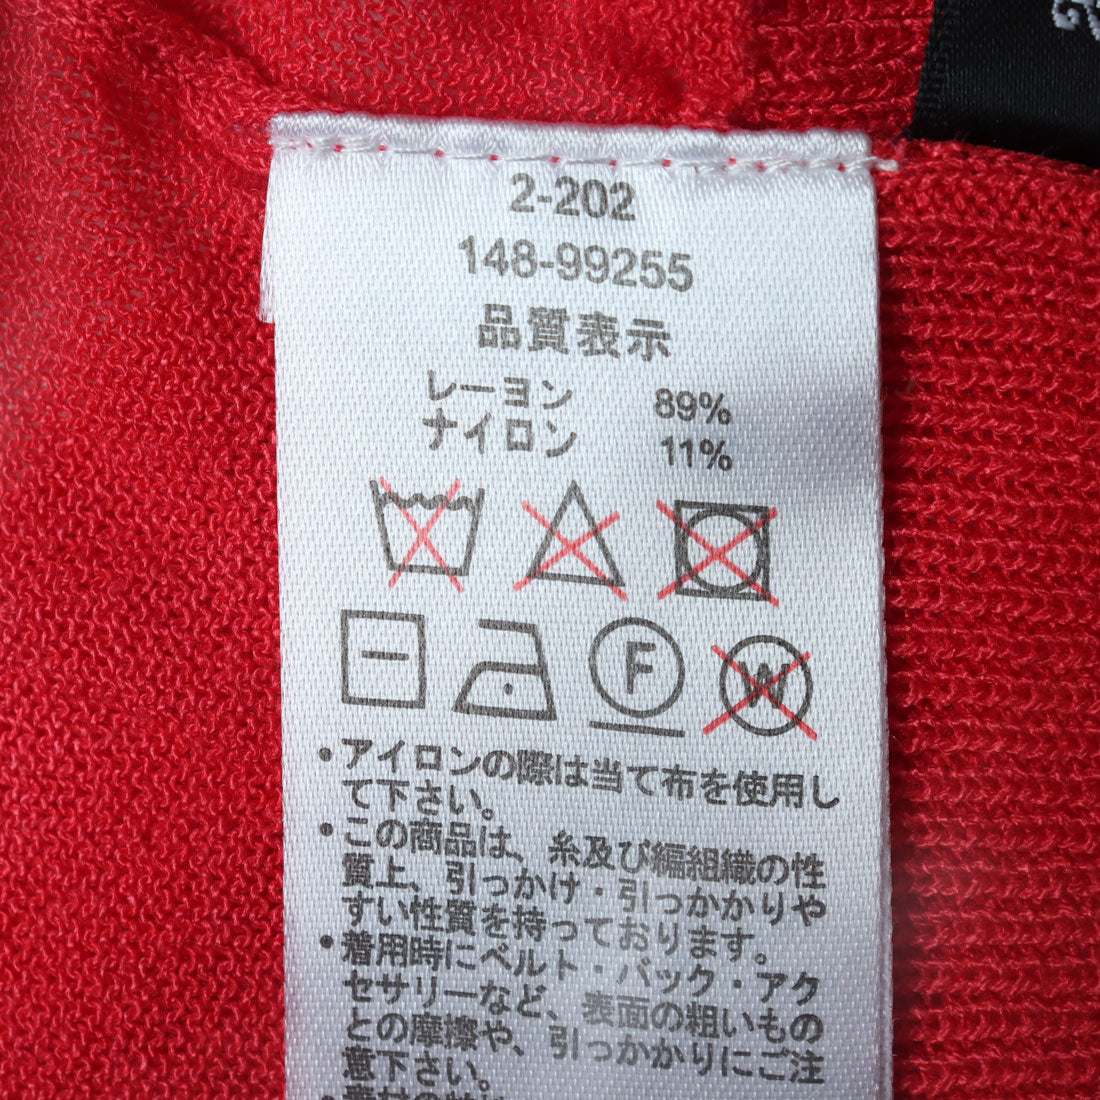 2-202
148-99255
品質表示
レーヨン 89%
ナイロン 11%
F
W
・アイロンの際は当て布を使用し
て下さい。
・この商品は、糸及び編組織の性
質上、引っかけ・引っかかりや
すい性質を持っております。
・着用時にベルト・バック・アク
セサリーなど、表面の粗いもの
との摩擦や、引っかかりにご注
意下さい。